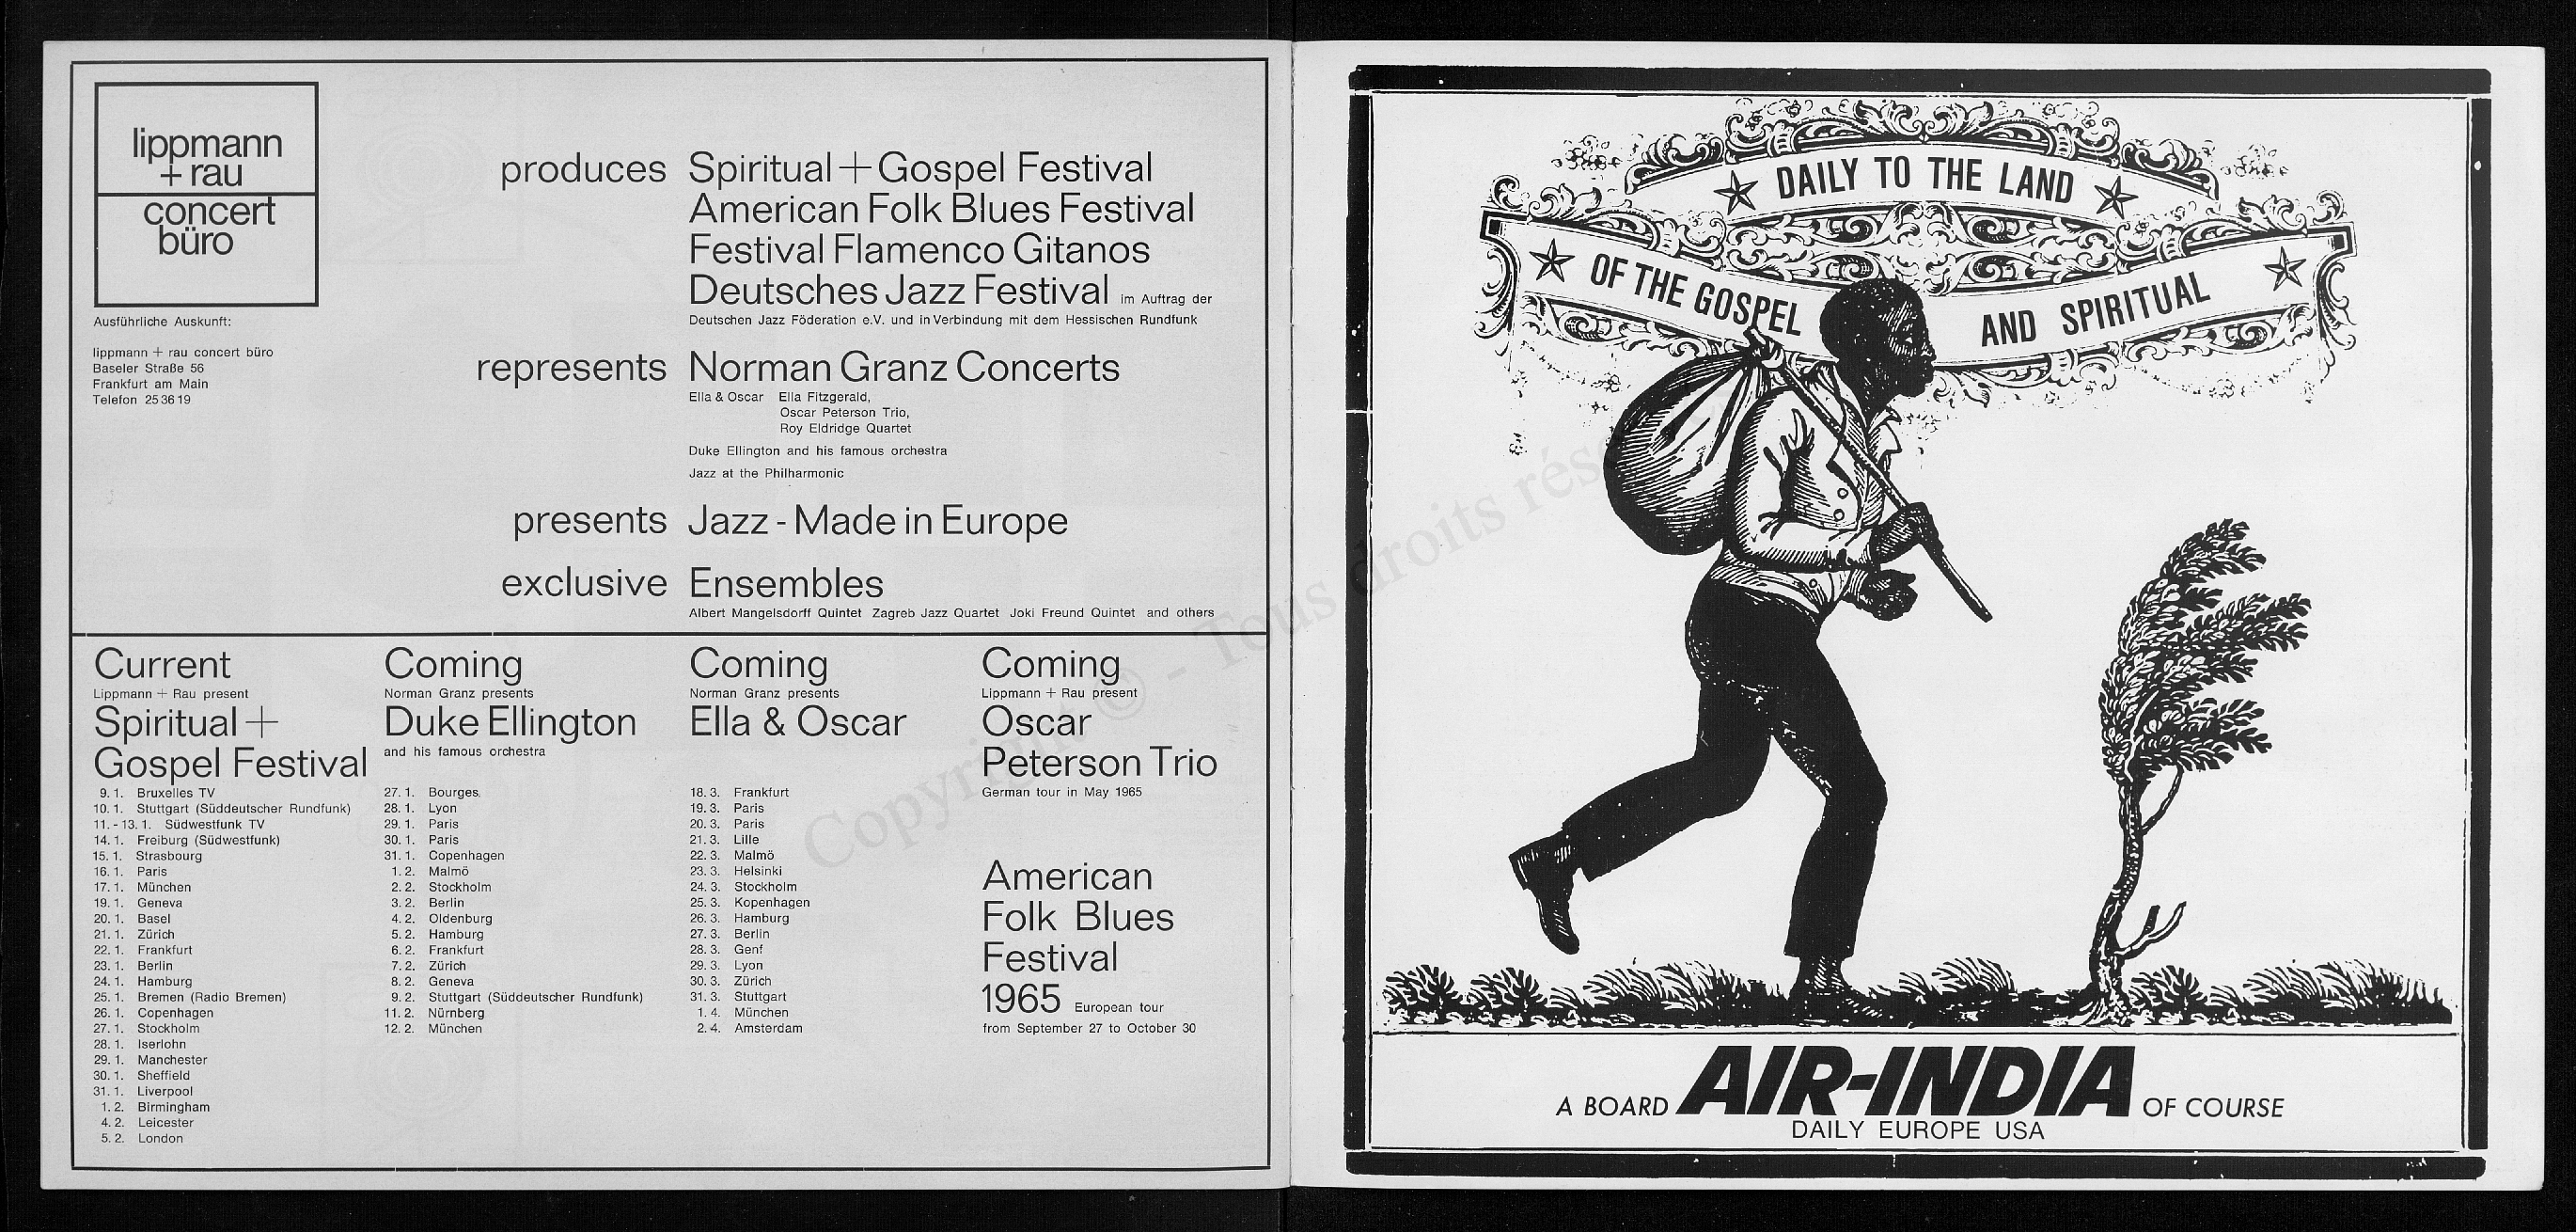 lippmann
+ rau
concert
büro
Ausführliche Auskunft:
lippmann + rau concert büro
Baseler Straße 56
Frankfurt am Main
Telefon 25 36 19
produces Spiritual + Gospel Festival
American Folk Blues Festival
Festival Flamenco Gitanos
Deutsches Jazz Festival im Auftrag der
Deutschen Jazz Föderation e.V. und in Verbindung mit dem Hessischen Rundfunk
represents Norman Granz Concerts
Ella & Oscar Ella Fitzgerald,
Oscar Peterson Trio,
Roy Eldridge Quartet
Duke Ellington and his famous orchestra
Jazz at the Philharmonic
presents Jazz - Made in Europe
exclusive Ensembles
Albert Mangelsdorff Quintet Zagreb Jazz Quartet Joki Freund Quintet and others
Current
Lippmann + Rau present
Spiritual +
Gospel Festival
9. 1. Bruxelles TV
10. 1. Stuttgart (Süddeutscher Rundfunk)
11. - 13. 1. Südwestfunk TV
14. 1. Freiburg (Südwestfunk)
15. 1. Strasbourg
16. 1. Paris
17. 1. München
19. 1. Geneva
20. 1. Basel
21. 1. Zürich
22. 1. Frankfurt
23. 1. Berlin
24. 1. Hamburg
25. 1. Bremen (Radio Bremen)
26. 1. Copenhagen
27. 1. Stockholm
28. 1. Iserlohn
29. 1. Manchester
30. 1. Sheffield
31. 1. Liverpool
1. 2. Birmingham
4. 2. Leicester
5. 2. London
Coming
Norman Granz presents
Duke Ellington
and his famous orchestra
27. 1. Bourges
28. 1. Lyon
29. 1. Paris
30. 1. Paris
31. 1. Copenhagen
1. 2. Malmö
2. 2. Stockholm
3. 2. Berlin
4. 2. Oldenburg
5. 2. Hamburg
6. 2. Frankfurt
7. 2. Zürich
8. 2. Geneva
9. 2. Stuttgart (Süddeutscher Rundfunk)
11. 2. Nürnberg
12. 2. München
Coming
Norman Granz presents
Ella & Oscar
18. 3. Frankfurt
19. 3. Paris
20. 3. Paris
21. 3. Lille
22. 3. Malmö
23. 3. Helsinki
24. 3. Stockholm
25. 3. Kopenhagen
26. 3. Hamburg
27. 3. Berlin
28. 3. Genf
29. 3. Lyon
30. 3. Zürich
31. 3. Stuttgart
1. 4. München
2. 4. Amsterdam
Coming
Lippmann + Rau present
Oscar
Peterson Trio
German tour in May 1965
American
Folk Blues
Festival
1965 European tour
from September 27 to October 30
DAILY TO THE LAND
OF THE GOSPEL AND SPIRITUAL
A BOARD AIR-INDIA OF COURSE
DAILY EUROPE USA
Copyright © - Tous droits